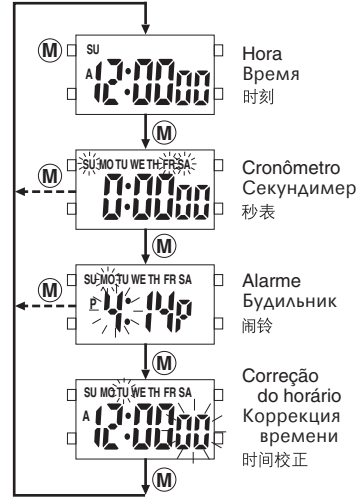 M
SU
A 12:00 00
Hora
Время
时刻
M
SU MO TU WE TH FR SA
0:00 00
M
Cronômetro
Секундимер
秒表
M
SU MO TU WE TH FR SA
P 4:14P
M
Alarme
Будильник
闹铃
M
SU MO TU WE TH FR SA
A 12:00 00
Correção
do horário
Коррекция
времени
时间校正
M